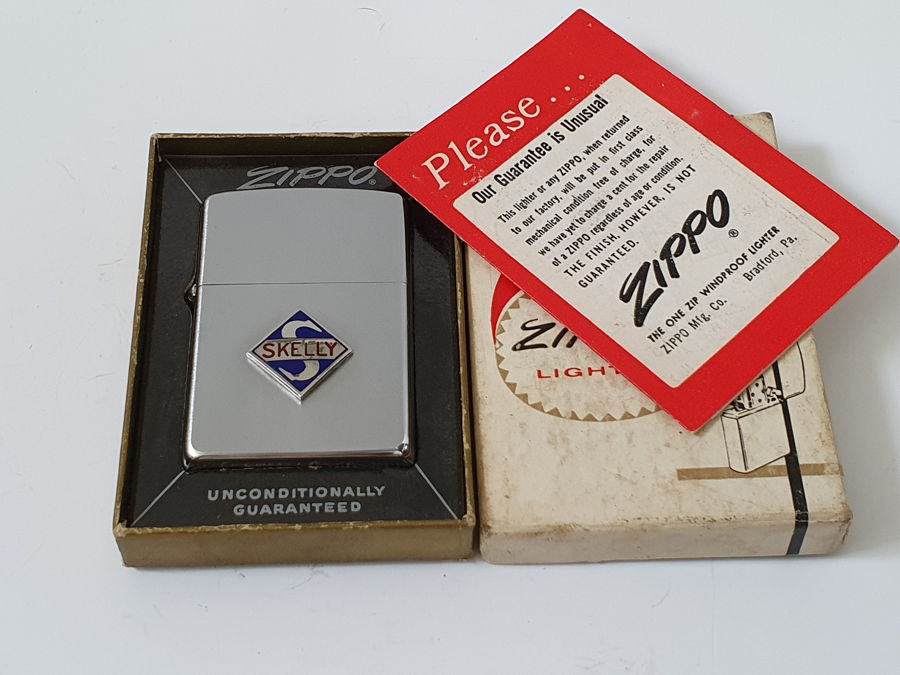 ZIPPO®
S
SKELLY
UNCONDITIONALLY
GUARANTEED
Please...
Our Guarantee is Unusual
This lighter or any ZIPPO, when returned
to our factory, will be put in first class
mechanical condition free of charge, for
we have yet to charge a cent for the repair
of a ZIPPO regardless of age or condition.
THE FINISH, HOWEVER, IS NOT
GUARANTEED.
ZIPPO®
THE ONE ZIP WINDPROOF LIGHTER
ZIPPO Mfg. Co. Bradford, Pa.